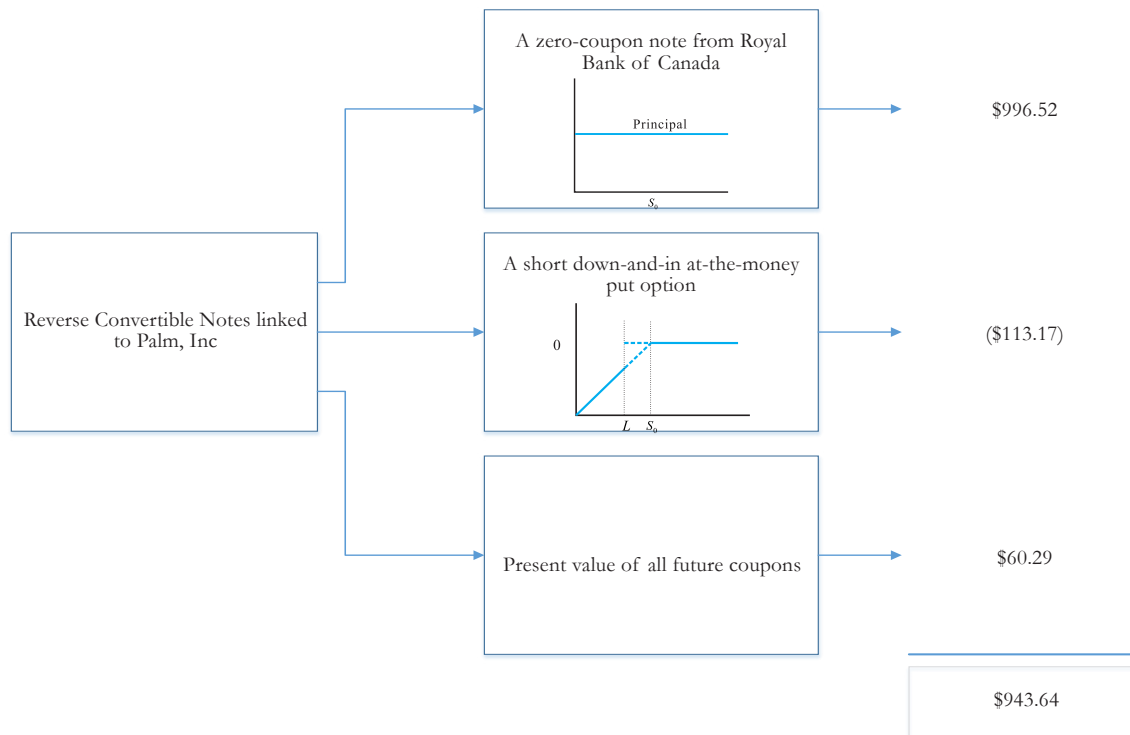 A zero-coupon note from Royal
Bank of Canada
Principal
S₀
$996.52
Reverse Convertible Notes linked
to Palm, Inc
A short down-and-in at-the-money
put option
0
L S₀
($113.17)
Present value of all future coupons
$60.29
$943.64